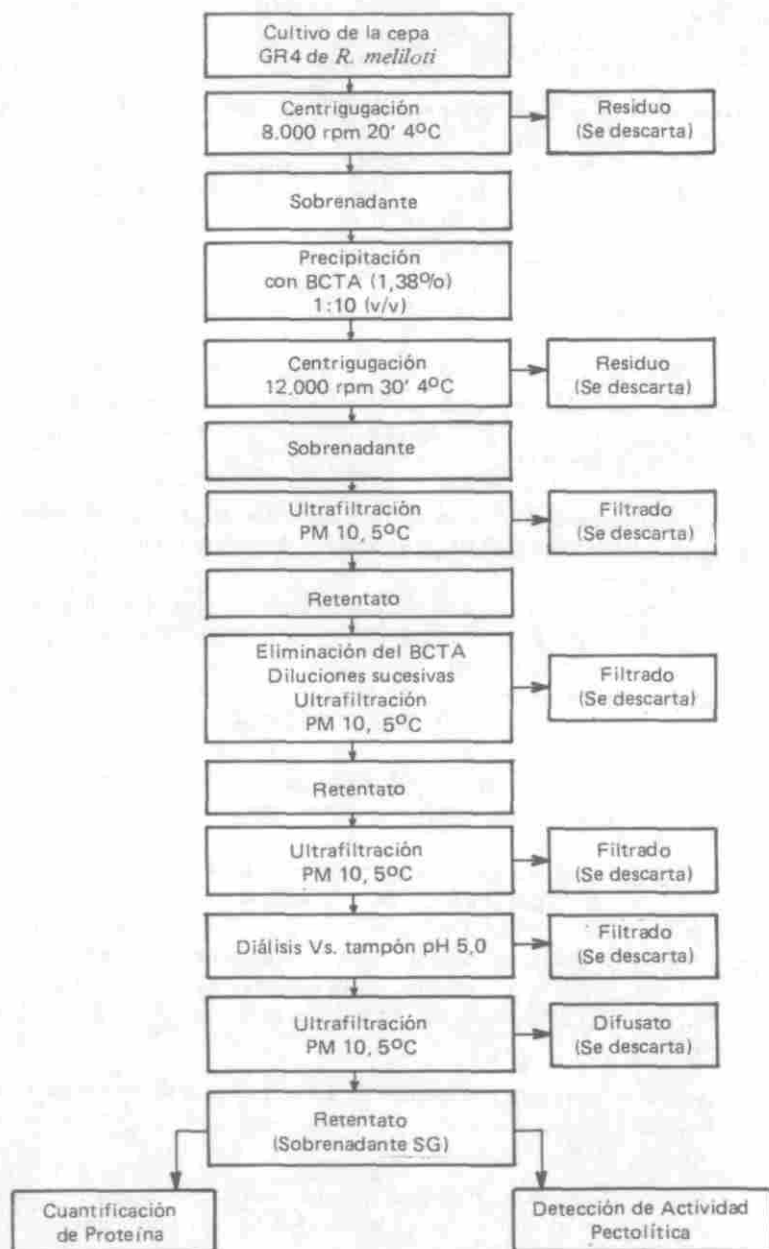 Cultivo de la cepa
GR4 de R. meliloti
Centrigugación
8.000 rpm 20' 4ºC
Residuo
(Se descarta)
Sobrenadante
Precipitación
con BCTA (1,38%)
1:10 (v/v)
Centrigugación
12.000 rpm 30' 4ºC
Residuo
(Se descarta)
Sobrenadante
Ultrafiltración
PM 10, 5ºC
Filtrado
(Se descarta)
Retentato
Eliminación del BCTA
Diluciones sucesivas
Ultrafiltración
PM 10, 5ºC
Filtrado
(Se descarta)
Retentato
Ultrafiltración
PM 10, 5ºC
Filtrado
(Se descarta)
Diálisis Vs. tampón pH 5,0
Filtrado
(Se descarta)
Ultrafiltración
PM 10, 5ºC
Difusato
(Se descarta)
Retentato
(Sobrenadante SG)
Cuantificación
de Proteína
Detección de Actividad
Pectolítica